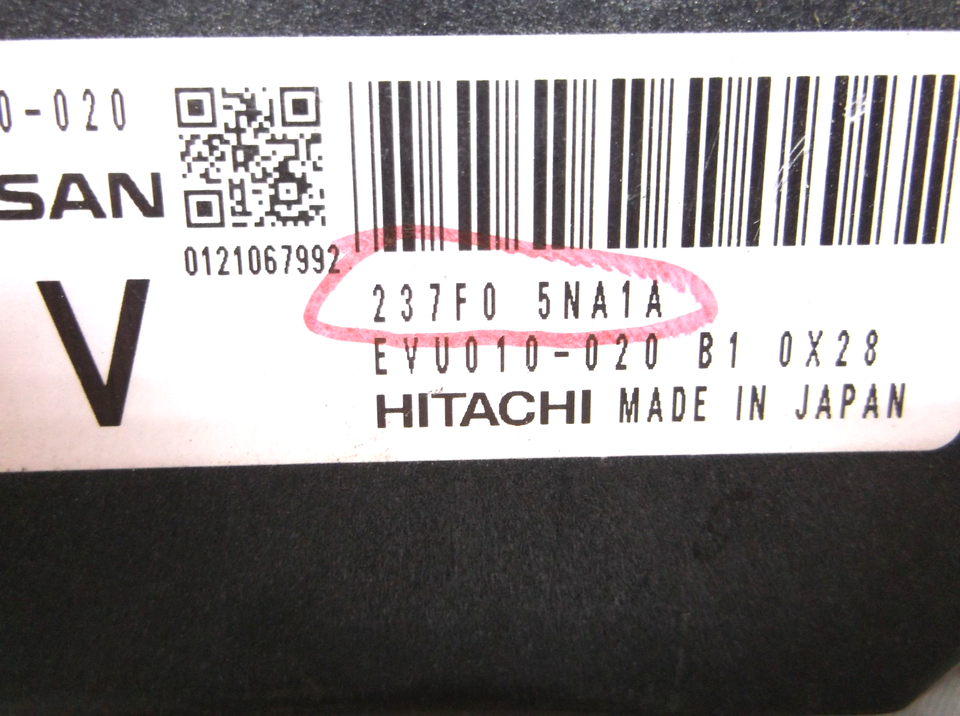 0-020
SAN
V
0121067992
237F0 5NA1A
EVU010-020 B1 0X28
HITACHI MADE IN JAPAN